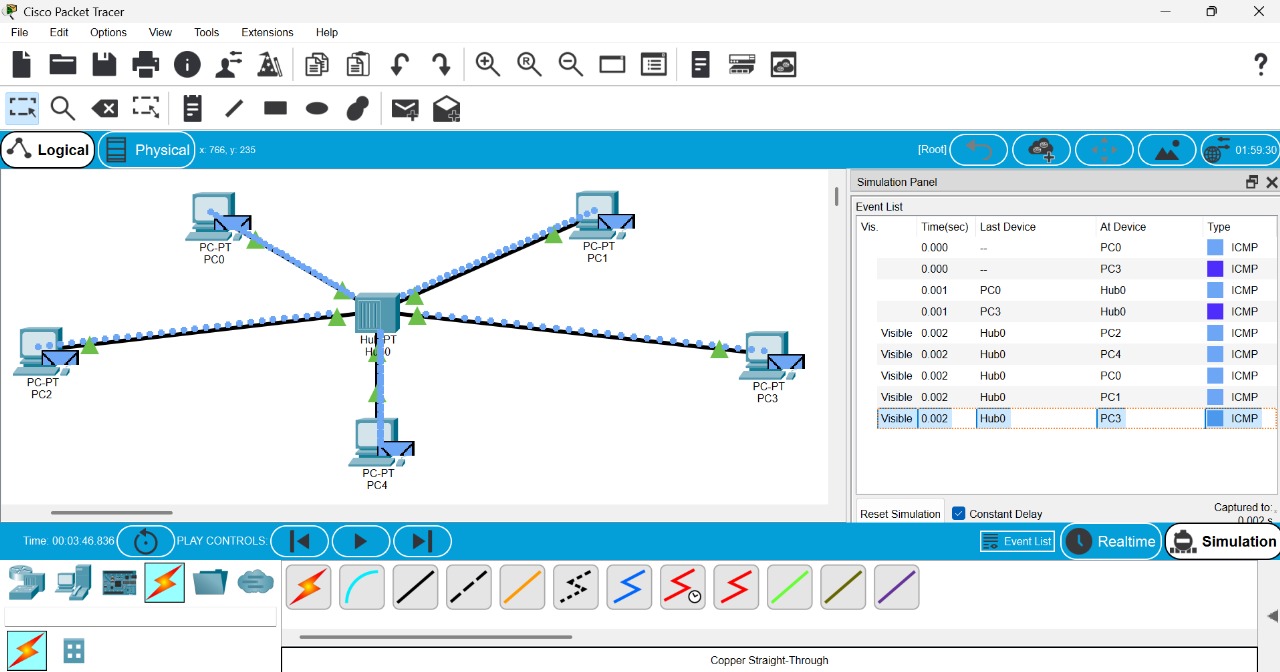 Cisco Packet Tracer
File Edit Options View Tools Extensions Help
Logical Physical x: 766, y: 235 [Root] 01:59:30
PC-PT
PC0
PC-PT
PC1
Hub-PT
Hub0
PC-PT
PC2
PC-PT
PC3
PC-PT
PC4
Simulation Panel
Event List
Vis. Time(sec) Last Device At Device Type
0.000 -- PC0 ICMP
0.000 -- PC3 ICMP
0.001 PC0 Hub0 ICMP
0.001 PC3 Hub0 ICMP
Visible 0.002 Hub0 PC2 ICMP
Visible 0.002 Hub0 PC4 ICMP
Visible 0.002 Hub0 PC0 ICMP
Visible 0.002 Hub0 PC1 ICMP
Visible 0.002 Hub0 PC3 ICMP
Reset Simulation Constant Delay Captured to:
0.002 s
Time: 00:03:46.836 PLAY CONTROLS: Event List Realtime Simulation
Copper Straight-Through